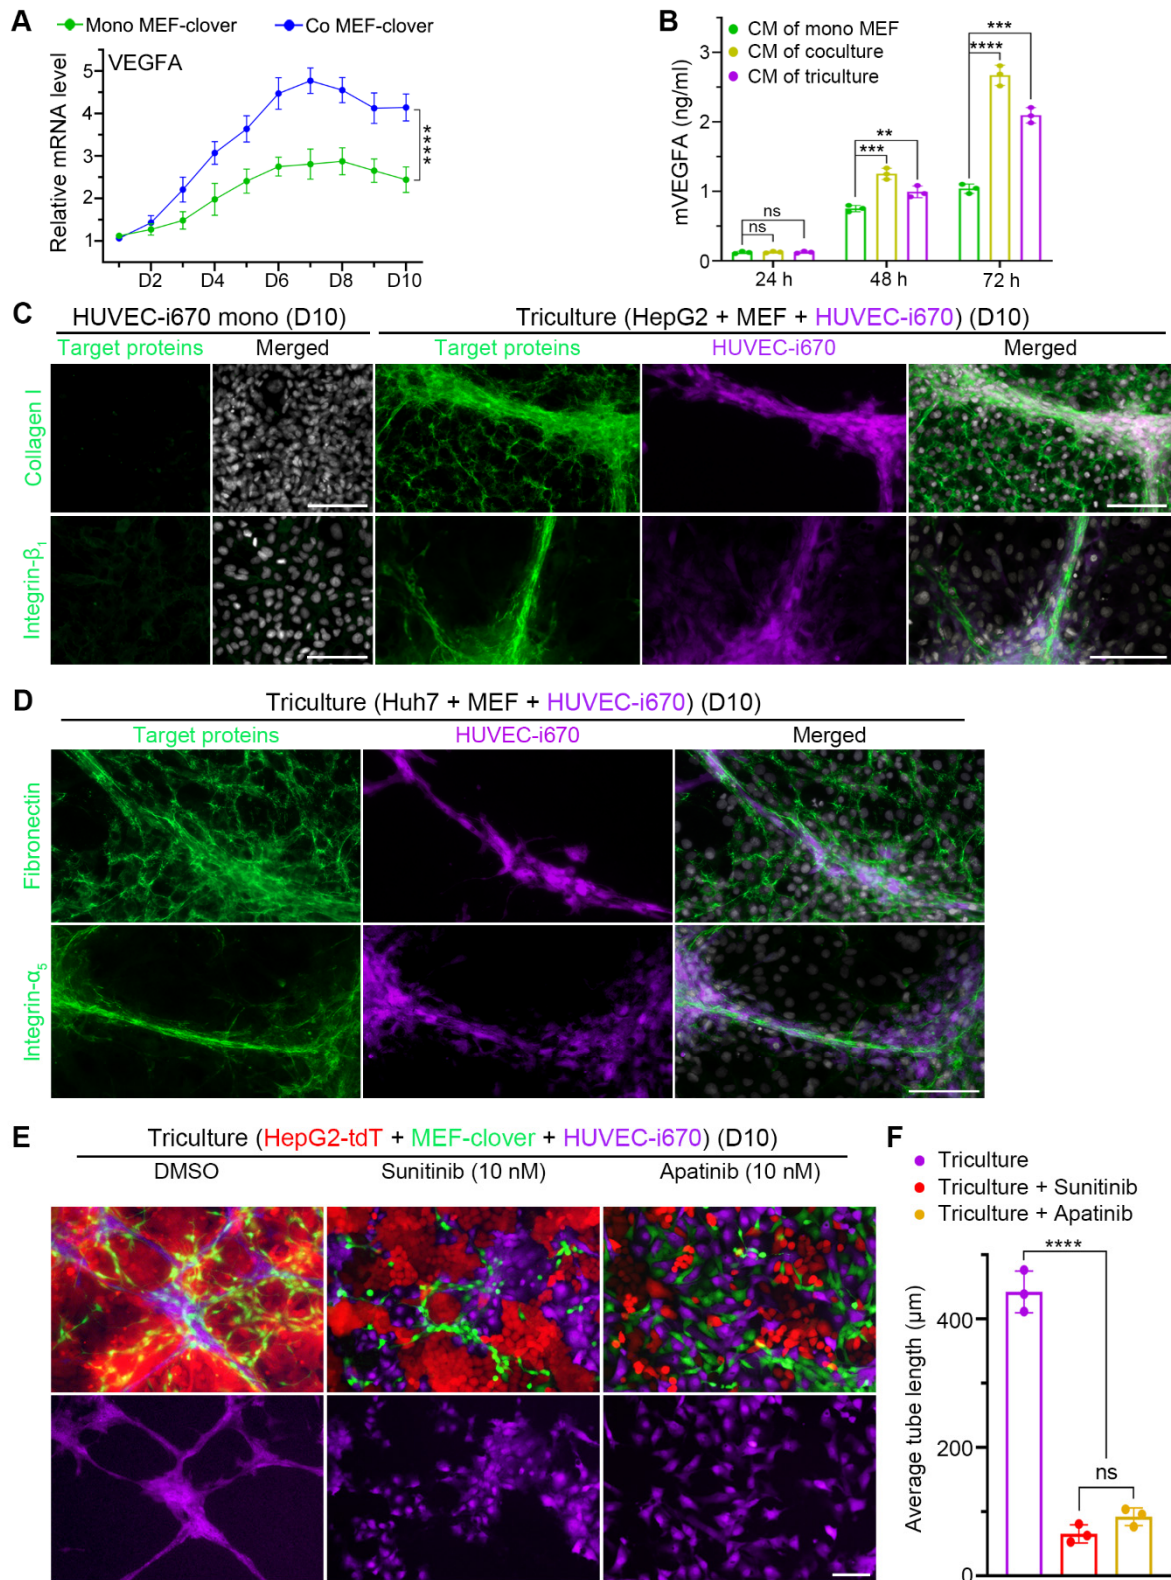 A
Mono MEF-clover
Co MEF-clover
VEGFA
Relative mRNA level
5
4
3
2
1
D2 D4 D6 D8 D10
****
B
CM of mono MEF
CM of coculture
CM of triculture
mVEGFA (ng/ml)
3
2
1
0
ns
ns
***
**
****
***
24 h 48 h 72 h
C
HUVEC-i670 mono (D10)
Triculture (HepG2 + MEF + HUVEC-i670) (D10)
Target proteins Merged Target proteins HUVEC-i670 Merged
Collagen I
Integrin-β₁
D
Triculture (Huh7 + MEF + HUVEC-i670) (D10)
Target proteins HUVEC-i670 Merged
Fibronectin
Integrin-α₅
E
Triculture (HepG2-tdT + MEF-clover + HUVEC-i670) (D10)
DMSO Sunitinib (10 nM) Apatinib (10 nM)
F
Triculture
Triculture + Sunitinib
Triculture + Apatinib
Average tube length (μm)
400
200
0
****
ns